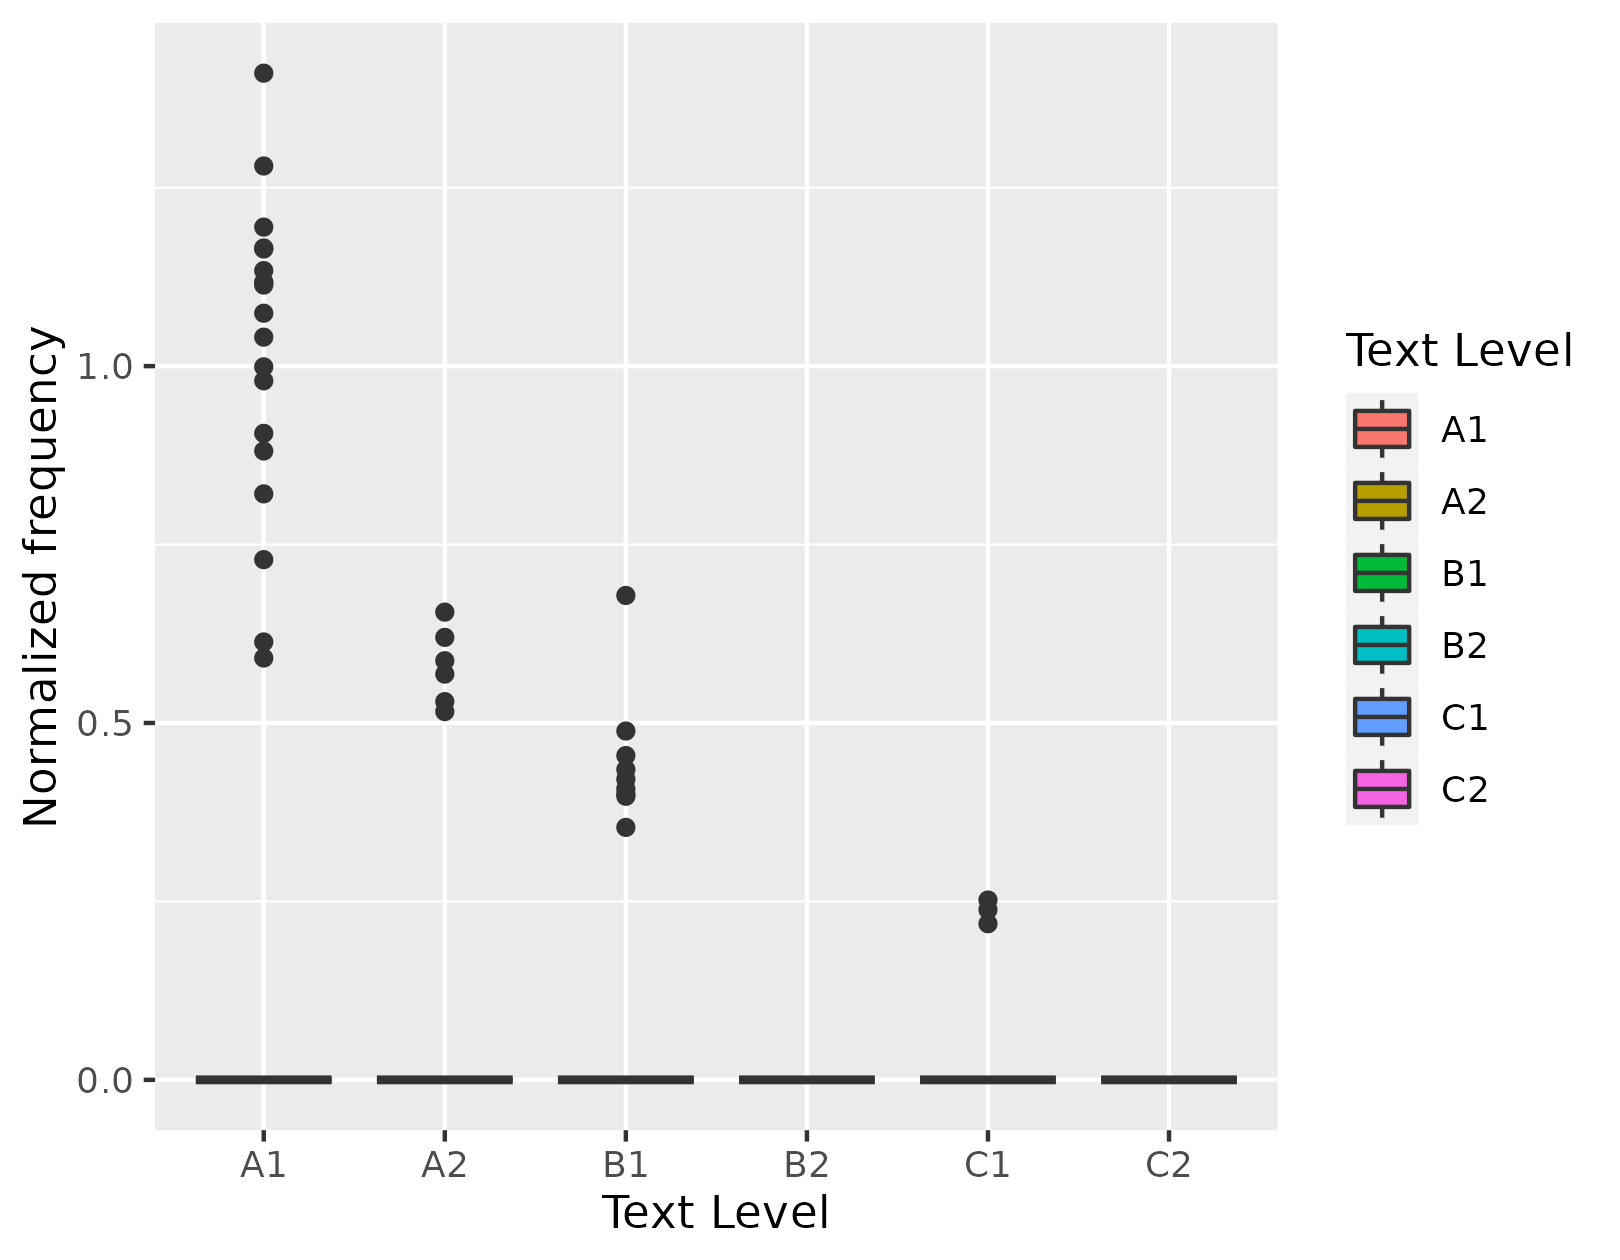 Normalized frequency
1.0
0.5
0.0
A1 A2 B1 B2 C1 C2
Text Level
Text Level
A1
A2
B1
B2
C1
C2